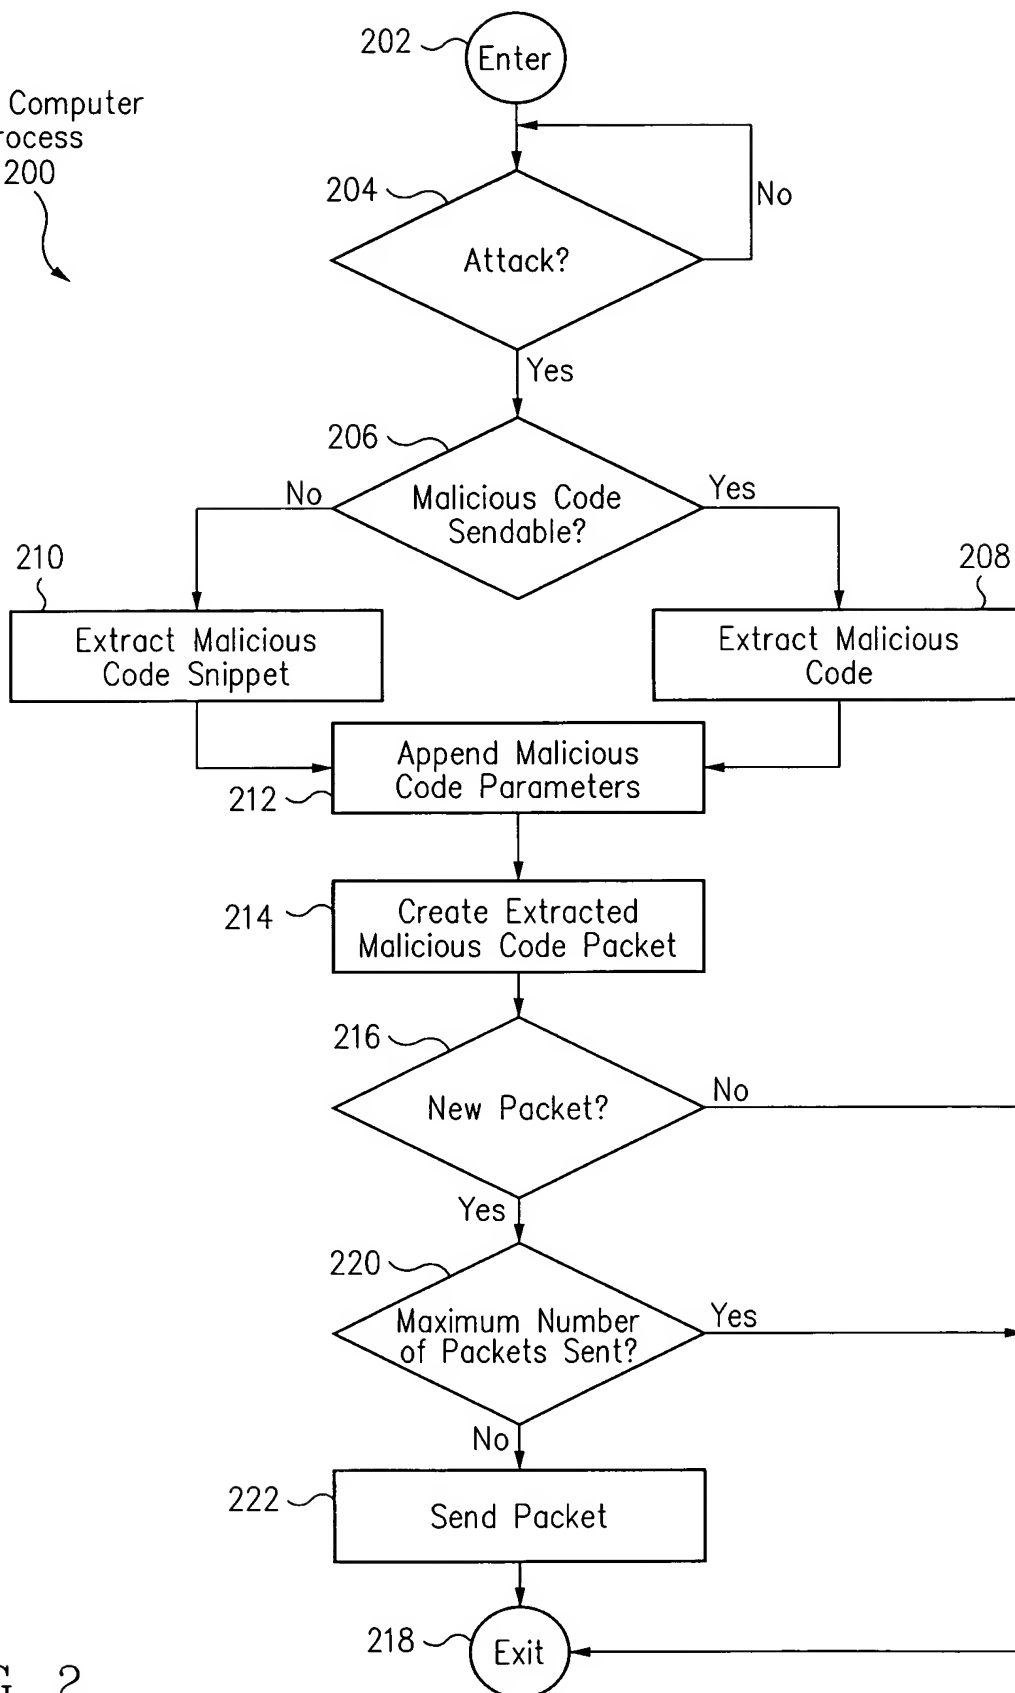 202
Enter
Computer
rocess
200
204
Attack?
No
Yes
206
Malicious Code
Sendable?
No
Yes
210
208
Extract Malicious
Code Snippet
Extract Malicious
Code
Append Malicious
Code Parameters
212
214
Create Extracted
Malicious Code Packet
216
New Packet?
No
Yes
220
Maximum Number
of Packets Sent?
Yes
No
222
Send Packet
218
Exit
G. 2